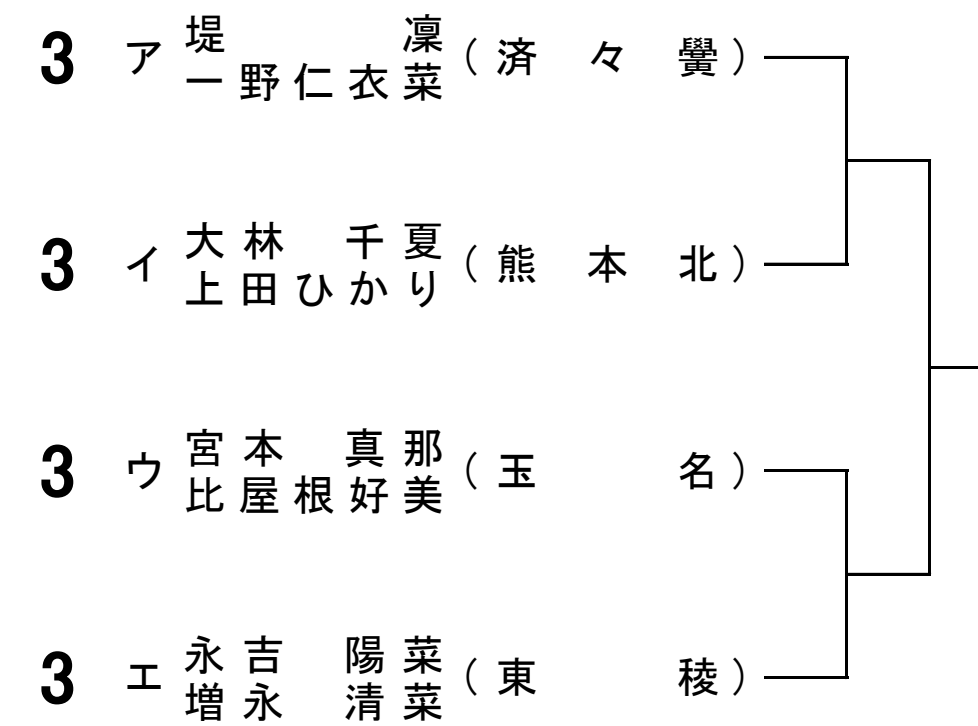 3 ア 堤 凜 (済々黌)
一野仁衣菜
3 イ 大林 千夏 (熊本北)
上田ひかり
3 ウ 宮本 真那 (玉名)
比屋根好美
3 エ 永吉 陽菜 (東稜)
増永 清菜